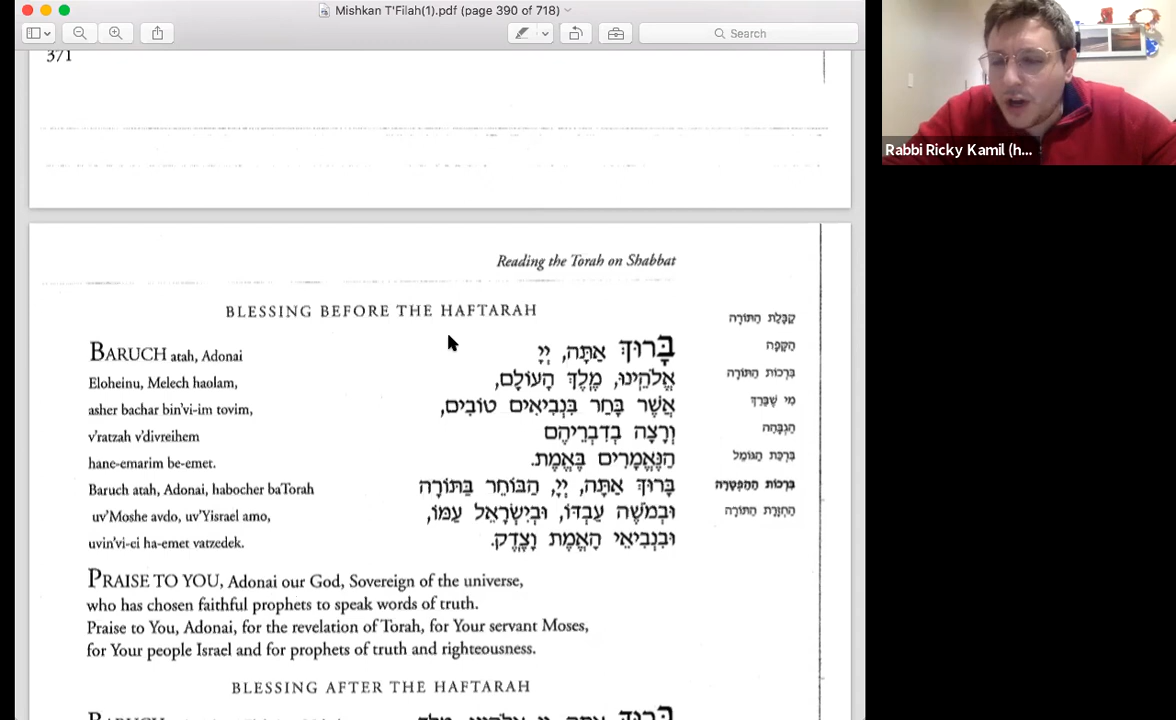 Mishkan T'Filah(1).pdf (page 390 of 718)
Search
371
Reading the Torah on Shabbat
BLESSING BEFORE THE HAFTARAH
BARUCH atah, Adonai
Eloheinu, Melech haolam,
asher bachar bin'vi-im tovim,
v'ratzah v'divreihem
hane-emarim be-emet.
Baruch atah, Adonai, habocher baTorah
uv'Moshe avdo, uv'Yisrael amo,
uvin'vi-ei ha-emet vatzedek.
בָּרוּךְ אַתָּה, יְיָ
אֱלֹהֵינוּ, מֶלֶךְ הָעוֹלָם,
אֲשֶׁר בָּחַר בִּנְבִיאִים טוֹבִים,
וְרָצָה בְדִבְרֵיהֶם
הַנֶּאֱמָרִים בֶּאֱמֶת.
בָּרוּךְ אַתָּה, יְיָ, הַבּוֹחֵר בַּתּוֹרָה
וּבְמֹשֶׁה עַבְדּוֹ, וּבְיִשְׂרָאֵל עַמּוֹ,
וּבִנְבִיאֵי הָאֱמֶת וָצֶדֶק.
קַבָּלַת הַתּוֹרָה
הַקָּפָה
בִּרְכוֹת הַתּוֹרָה
מִי שֶׁבֵּרַךְ
הַגְבָּהָה
בִּרְכַּת הַגּוֹמֵל
בִּרְכוֹת הַהַפְטָרָה
הַחְזָרַת הַתּוֹרָה
PRAISE TO YOU, Adonai our God, Sovereign of the universe,
who has chosen faithful prophets to speak words of truth.
Praise to You, Adonai, for the revelation of Torah, for Your servant Moses,
for Your people Israel and for prophets of truth and righteousness.
BLESSING AFTER THE HAFTARAH
Rabbi Ricky Kamil (h...